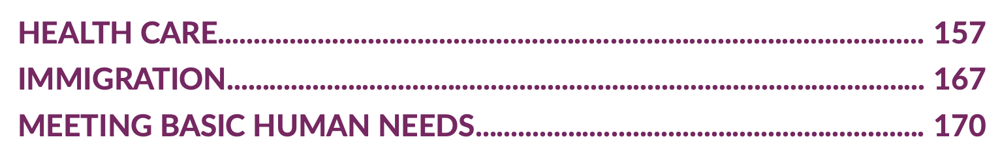 HEALTH CARE.................................................................................................. 157
IMMIGRATION................................................................................................. 167
MEETING BASIC HUMAN NEEDS............................................................... 170